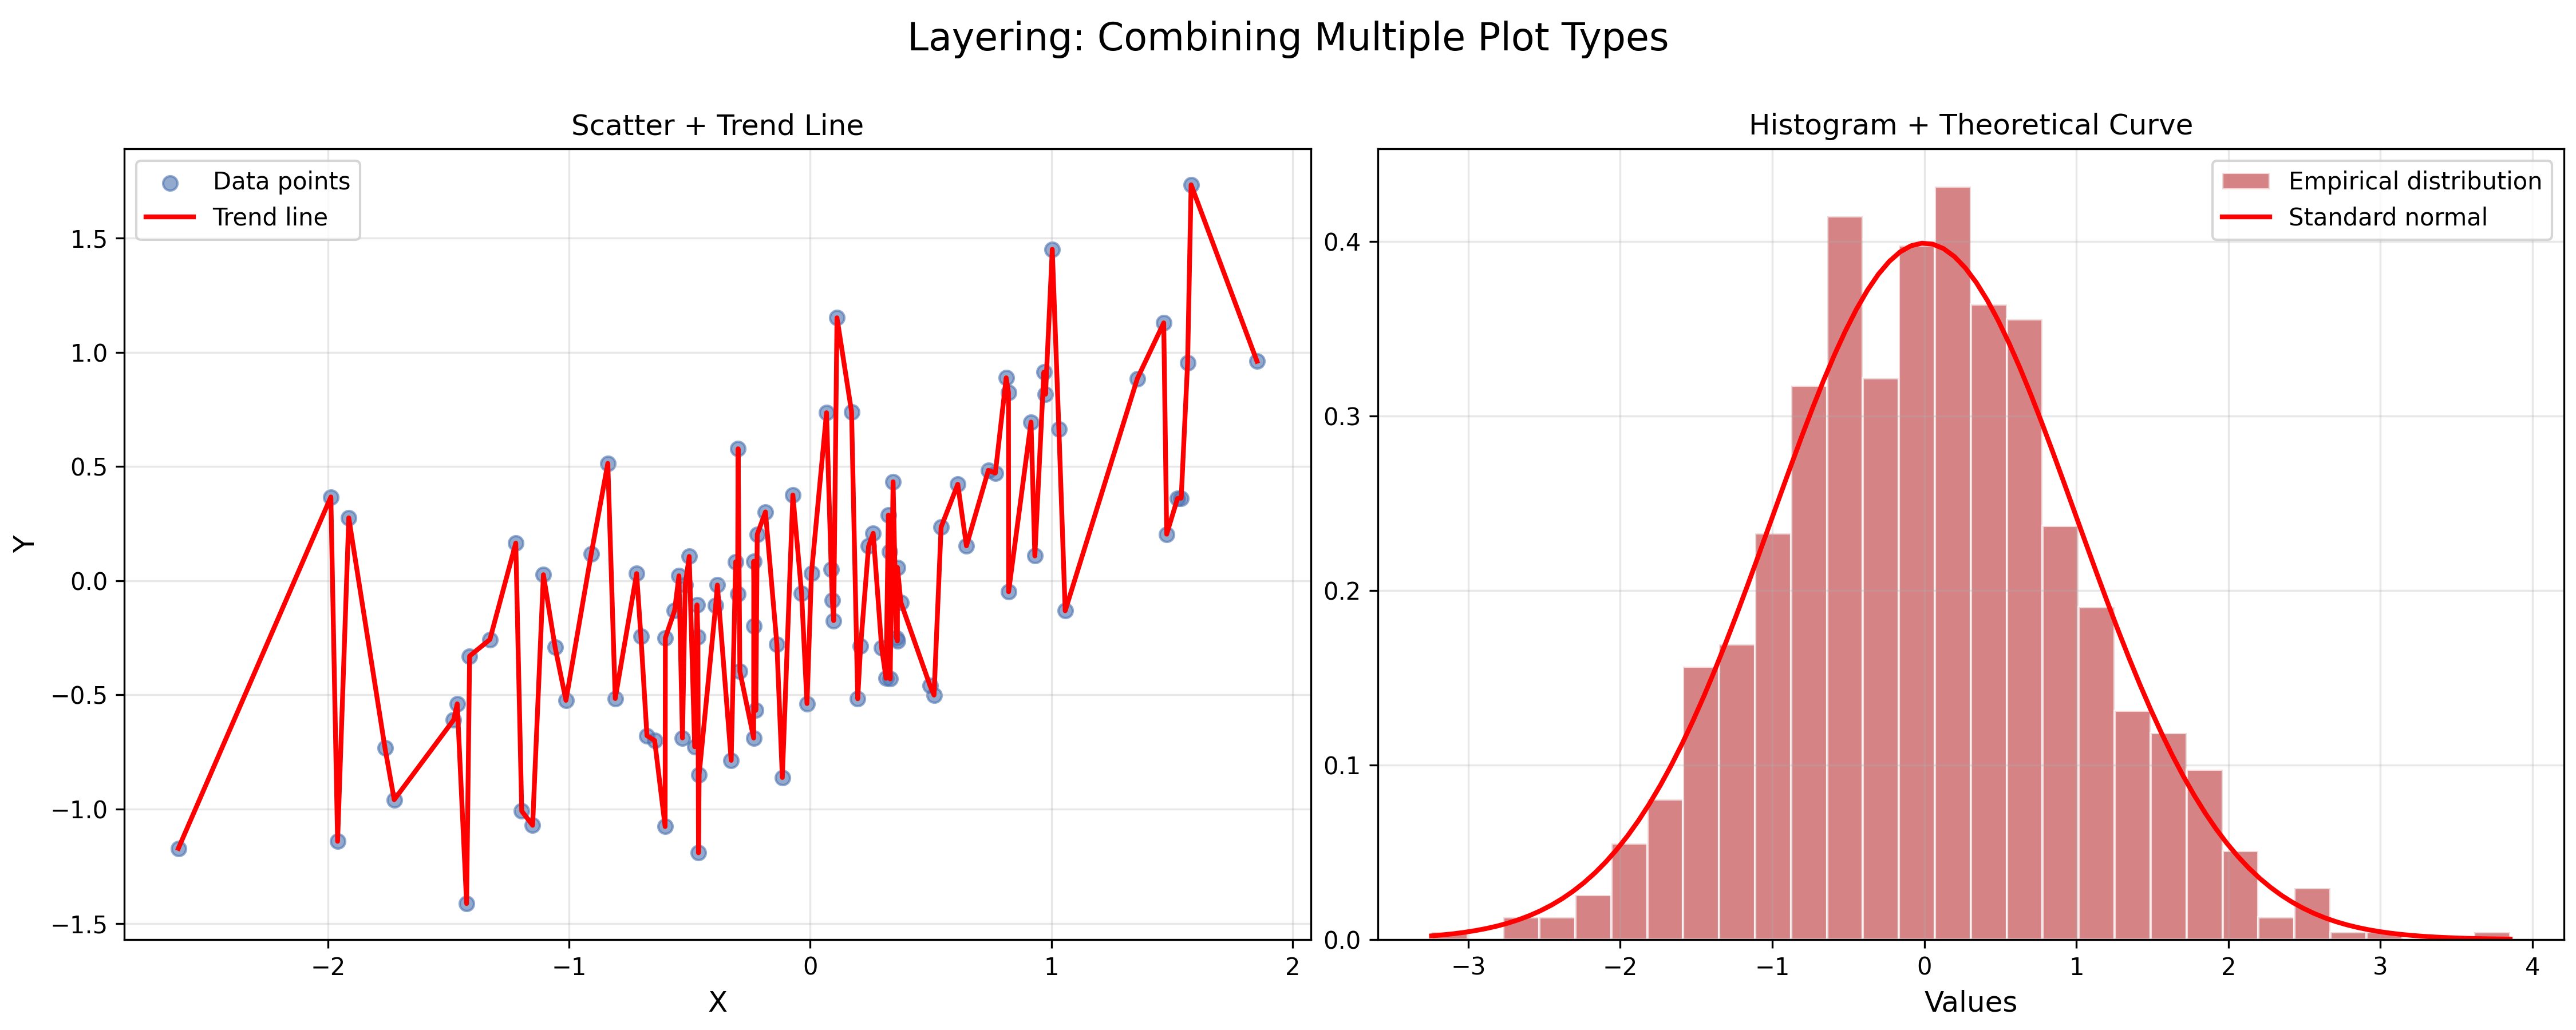 Layering: Combining Multiple Plot Types
Scatter + Trend Line
Data points
Trend line
Y
1.5
1.0
0.5
0.0
−0.5
−1.0
−1.5
−2
−1
0
1
2
X
Histogram + Theoretical Curve
Empirical distribution
Standard normal
0.4
0.3
0.2
0.1
0.0
−3
−2
−1
0
1
2
3
4
Values